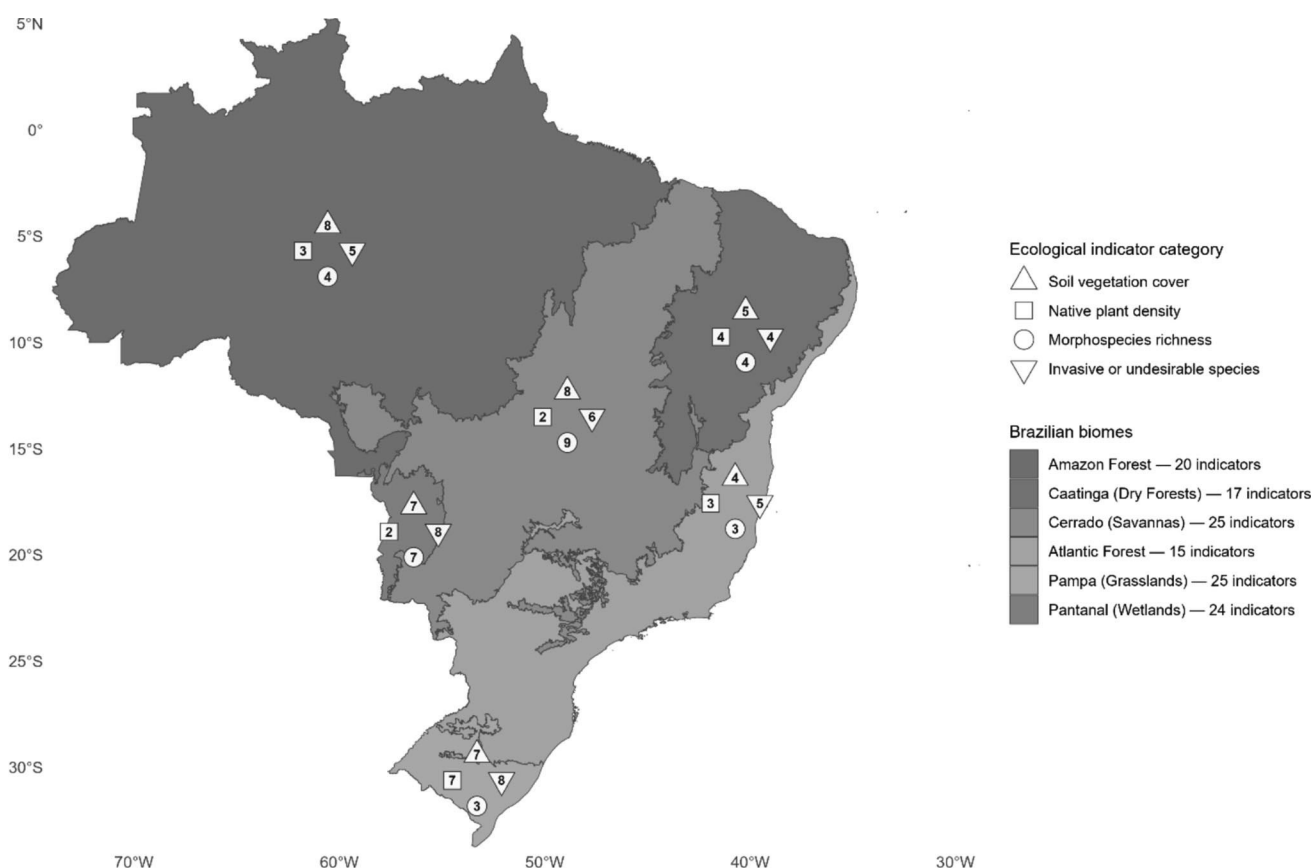 5°N
0°
5°S
10°S
15°S
20°S
25°S
30°S
70°W 60°W 50°W 40°W 30°W
8
3 5
4
5
4 4
4
8
2 6
9
4
3 5
3
7
2 8
7
7
7 8
3
Ecological indicator category
Soil vegetation cover
Native plant density
Morphospecies richness
Invasive or undesirable species
Brazilian biomes
Amazon Forest — 20 indicators
Caatinga (Dry Forests) — 17 indicators
Cerrado (Savannas) — 25 indicators
Atlantic Forest — 15 indicators
Pampa (Grasslands) — 25 indicators
Pantanal (Wetlands) — 24 indicators